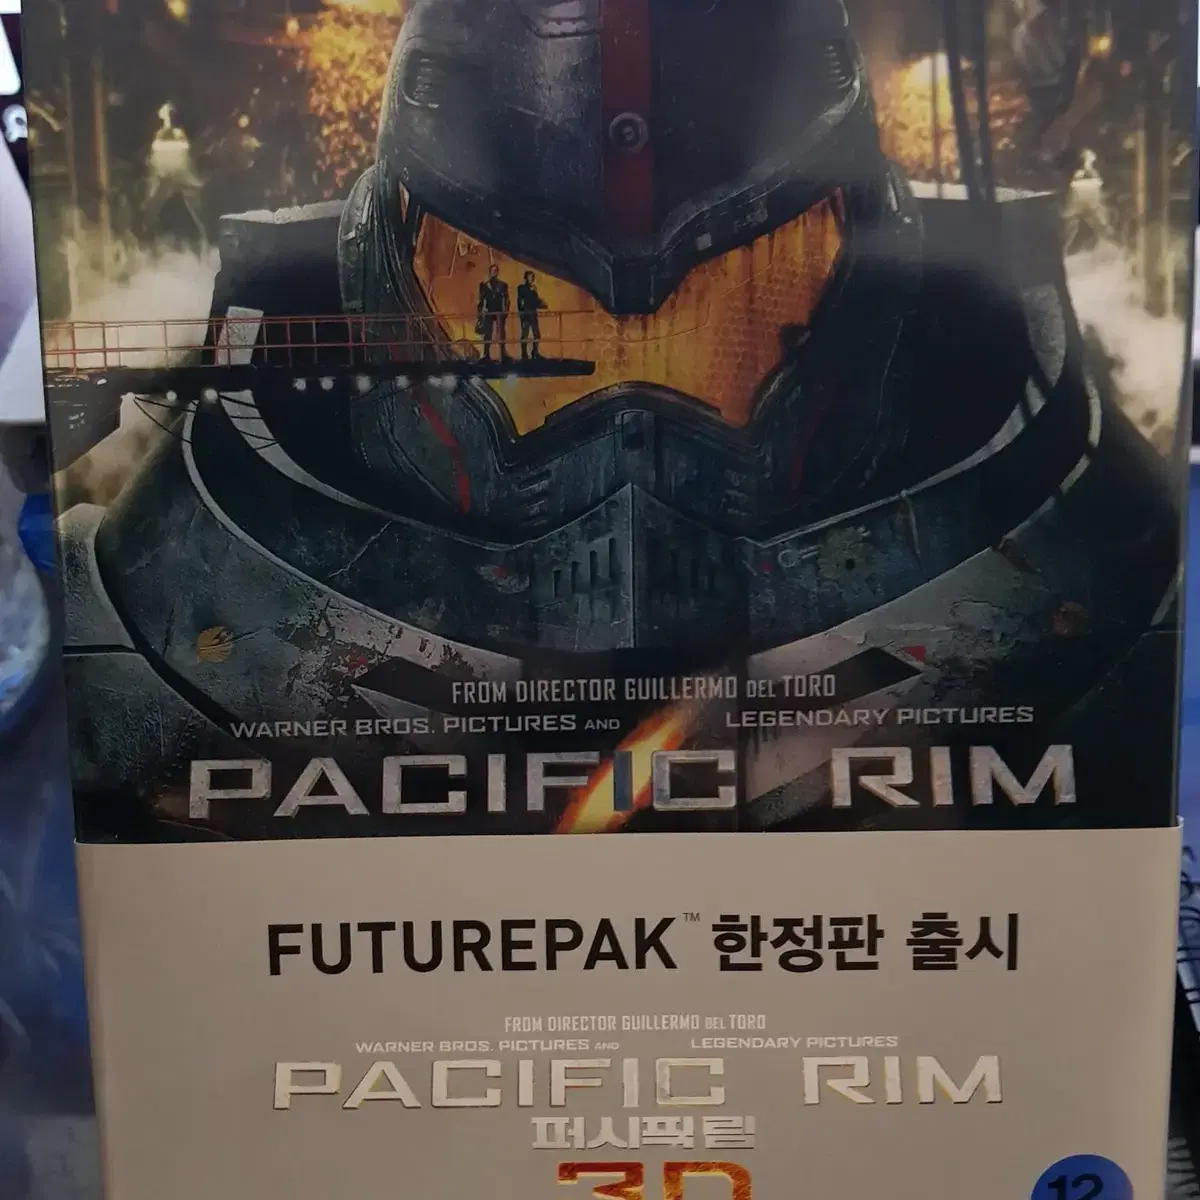 FROM DIRECTOR GUILLERMO DEL TORO
WARNER BROS. PICTURES AND LEGENDARY PICTURES
PACIFIC RIM
FUTUREPAK™ 한정판 출시
FROM DIRECTOR GUILLERMO DEL TORO
WARNER BROS. PICTURES AND LEGENDARY PICTURES
PACIFIC RIM
퍼시픽 림
3D
12